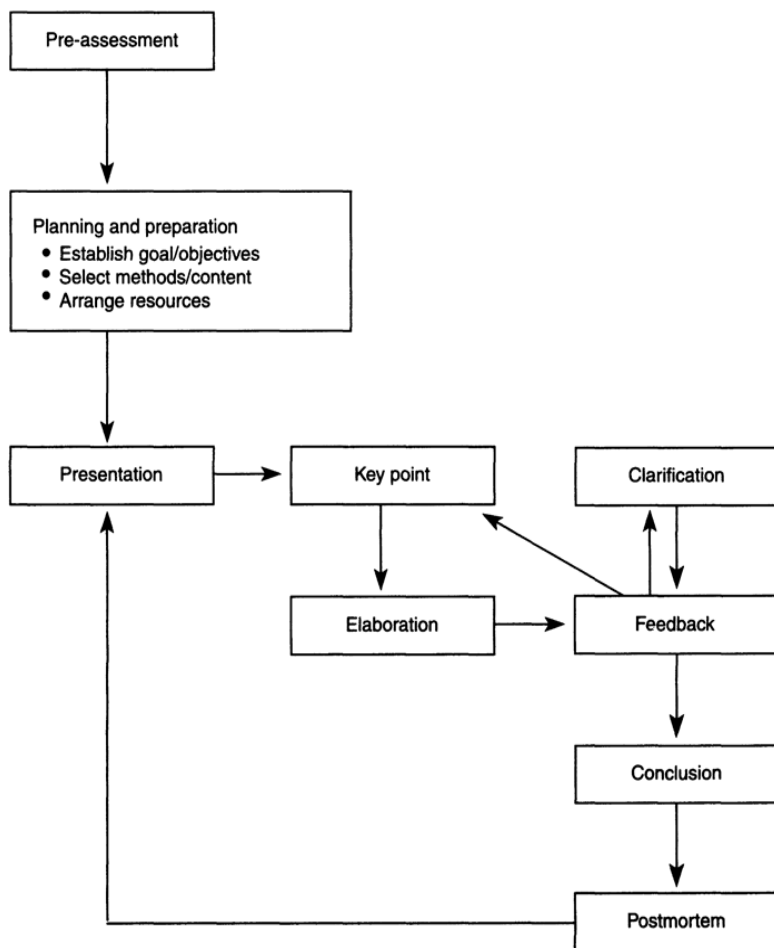 Pre-assessment
Planning and preparation
• Establish goal/objectives
• Select methods/content
• Arrange resources
Presentation
Key point
Clarification
Elaboration
Feedback
Conclusion
Postmortem